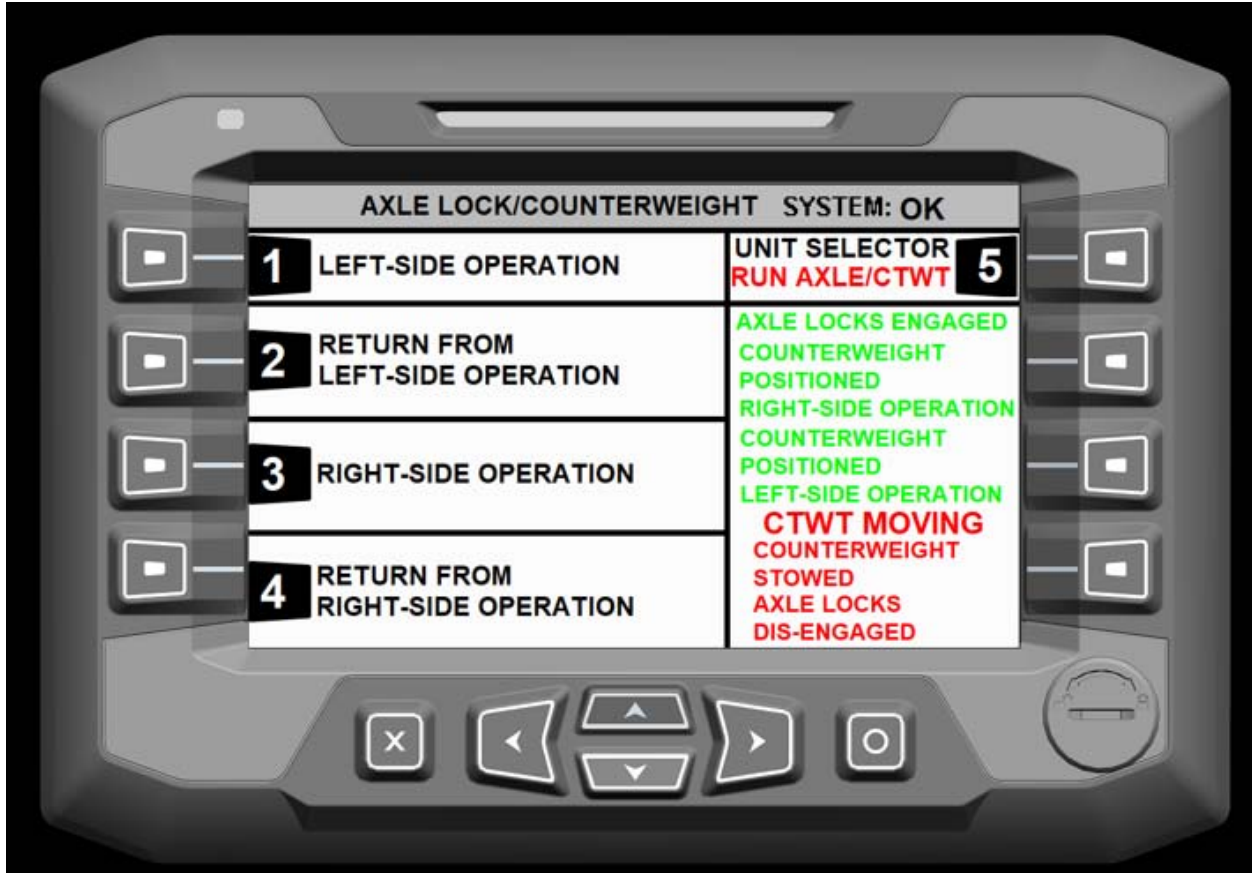 AXLE LOCK/COUNTERWEIGHT SYSTEM: OK
1 LEFT-SIDE OPERATION
2 RETURN FROM
LEFT-SIDE OPERATION
3 RIGHT-SIDE OPERATION
4 RETURN FROM
RIGHT-SIDE OPERATION
UNIT SELECTOR
RUN AXLE/CTWT 5
AXLE LOCKS ENGAGED
COUNTERWEIGHT
POSITIONED
RIGHT-SIDE OPERATION
COUNTERWEIGHT
POSITIONED
LEFT-SIDE OPERATION
CTWT MOVING
COUNTERWEIGHT
STOWED
AXLE LOCKS
DIS-ENGAGED
X